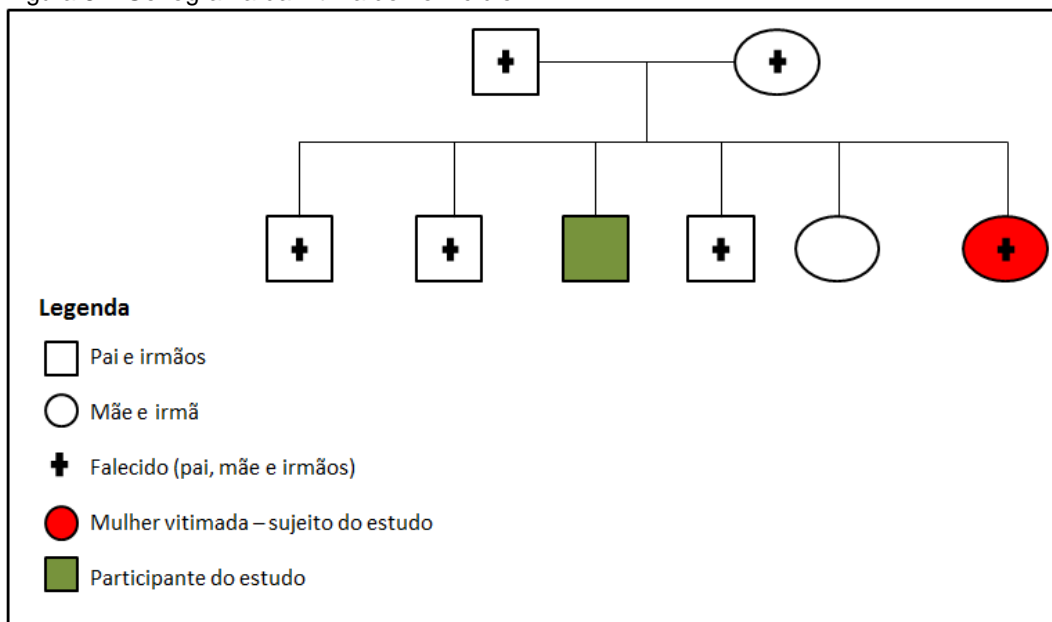 Legenda
Pai e irmãos
Mãe e irmã
Falecido (pai, mãe e irmãos)
Mulher vitimada – sujeito do estudo
Participante do estudo